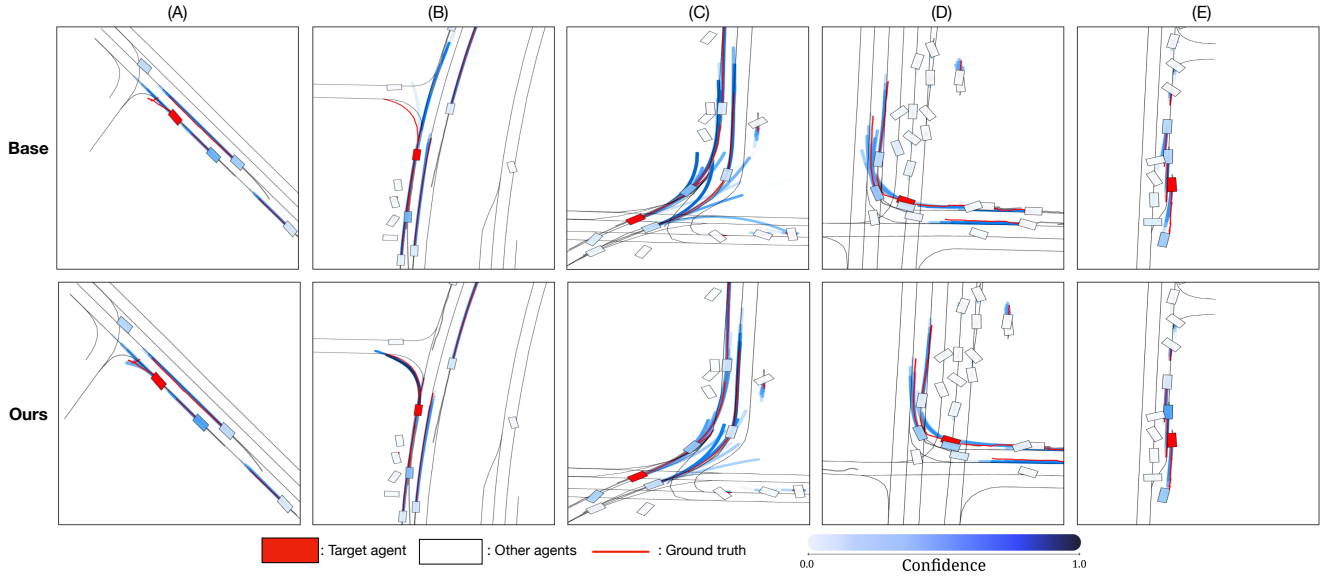 (A) (B) (C) (D) (E)
Base
Ours
: Target agent : Other agents : Ground truth
0.0 1.0
Confidence